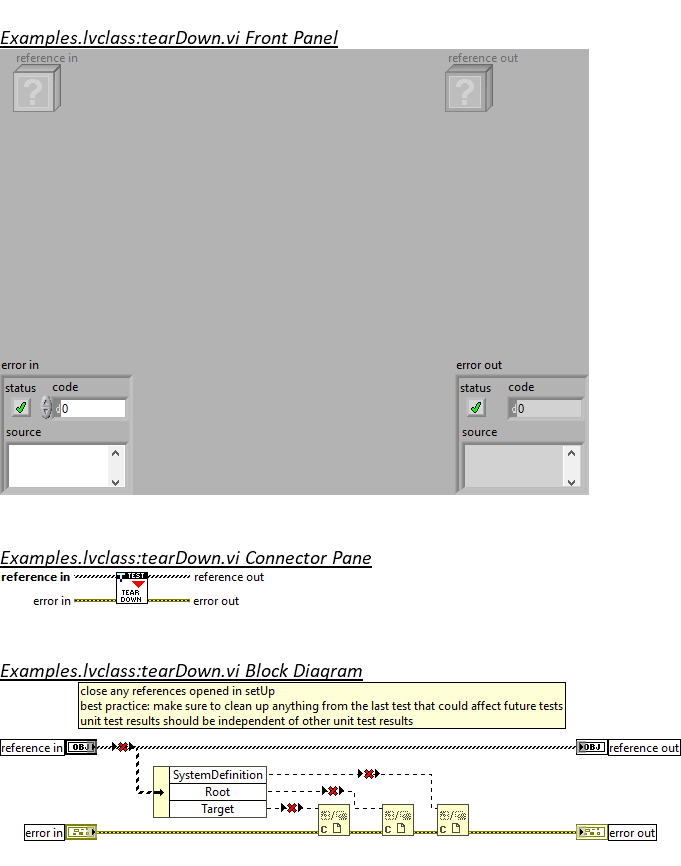 Examples.lvclass:tearDown.vi Front Panel
reference in
reference out
?
?
error in
error out
status code
status code
d 0
d 0
source
source
Examples.lvclass:tearDown.vi Connector Pane
reference in
reference out
TEST
TEAR
DOWN
error in
error out
Examples.lvclass:tearDown.vi Block Diagram
close any references opened in setUp
best practice: make sure to clean up anything from the last test that could affect future tests
unit test results should be independent of other unit test results
reference in
OBJ
OBJ
reference out
SystemDefinition
Root
Target
C
C
C
error in
error out